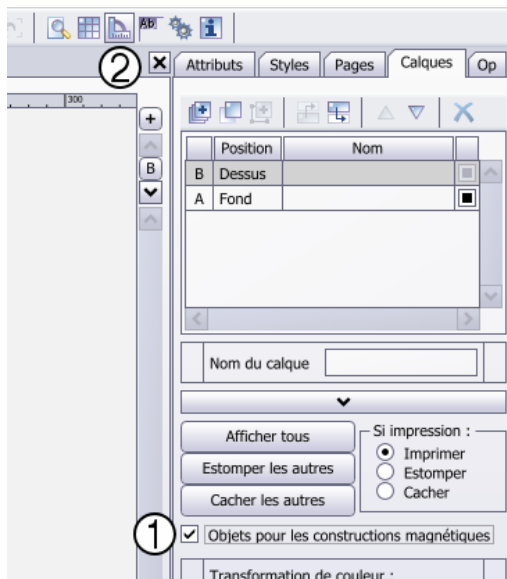 AB
2
Attributs Styles Pages Calques Op
300
B
Position Nom
B Dessus
A Fond
Nom du calque
Afficher tous
Si impression :
Imprimer
Estomper les autres
Estomper
Cacher les autres
Cacher
1 Objets pour les constructions magnétiques
Transformation de couleur :